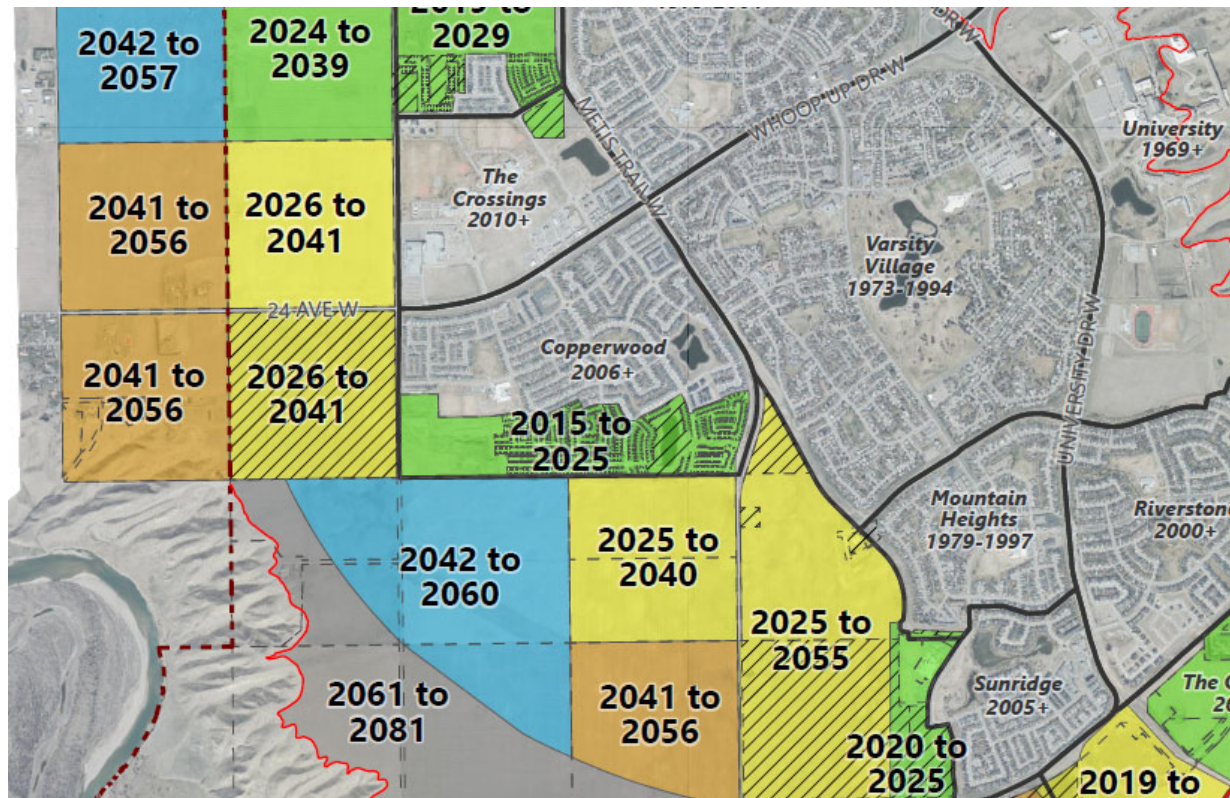 2042 to
2057
2024 to
2039
2029
DR W
WHOOP UP DR W
METIS TRAIL W
University
1969+
The
Crossings
2010+
2041 to
2056
2026 to
2041
Varsity
Village
1973-1994
24 AVE W
UNIVERSITY DR W
Copperwood
2006+
2041 to
2056
2026 to
2041
2015 to
2025
Mountain
Heights
1979-1997
Riverstone
2000+
2042 to
2060
2025 to
2040
2025 to
2055
2061 to
2081
2041 to
2056
Sunridge
2005+
The
20
2020 to
2025
2019 to